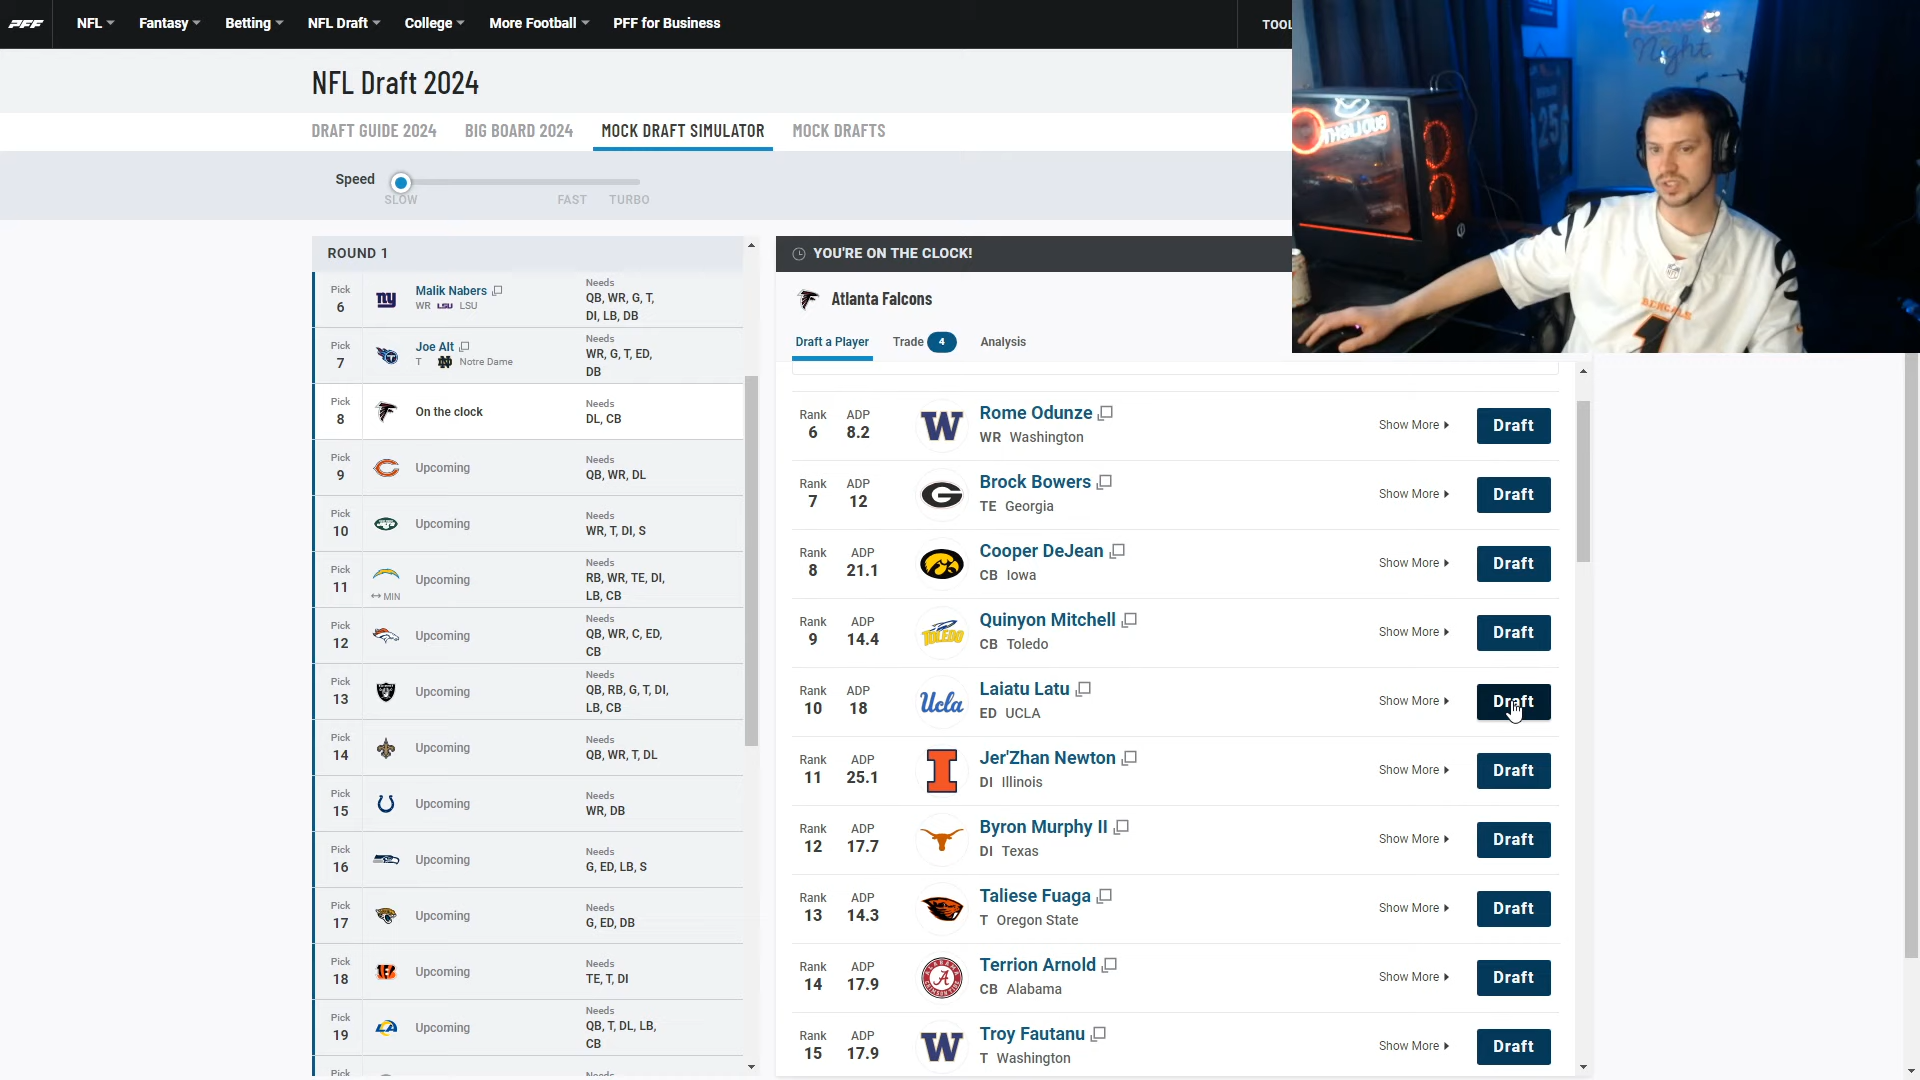 PFF
NFL
Fantasy
Betting
NFL Draft
College
More Football
PFF for Business
TOOL
NFL Draft 2024
DRAFT GUIDE 2024
BIG BOARD 2024
MOCK DRAFT SIMULATOR
MOCK DRAFTS
Speed
SLOW
FAST
TURBO
ROUND 1
Pick
6
ny
Malik Nabers
WR LSU LSU
Needs
QB, WR, G, T,
DI, LB, DB
Pick
7
Joe Alt
T Notre Dame
Needs
WR, G, T, ED,
DB
Pick
8
On the clock
Needs
DL, CB
Pick
9
Upcoming
Needs
QB, WR, DL
Pick
10
Upcoming
Needs
WR, T, DI, S
Pick
11
MIN
Upcoming
Needs
RB, WR, TE, DI,
LB, CB
Pick
12
Upcoming
Needs
QB, WR, C, ED,
CB
Pick
13
Upcoming
Needs
QB, RB, G, T, DI,
LB, CB
Pick
14
Upcoming
Needs
QB, WR, T, DL
Pick
15
Upcoming
Needs
WR, DB
Pick
16
Upcoming
Needs
G, ED, LB, S
Pick
17
Upcoming
Needs
G, ED, DB
Pick
18
Upcoming
Needs
TE, T, DI
Pick
19
Upcoming
Needs
QB, T, DL, LB,
CB
Pick
Needs
YOU'RE ON THE CLOCK!
Atlanta Falcons
Draft a Player
Trade 4
Analysis
Rank
6
ADP
8.2
W
Rome Odunze
WR Washington
Show More
Draft
Rank
7
ADP
12
G
Brock Bowers
TE Georgia
Show More
Draft
Rank
8
ADP
21.1
Cooper DeJean
CB Iowa
Show More
Draft
Rank
9
ADP
14.4
TOLEDO
Quinyon Mitchell
CB Toledo
Show More
Draft
Rank
10
ADP
18
Ucla
Laiatu Latu
ED UCLA
Show More
Draft
Rank
11
ADP
25.1
I
Jer'Zhan Newton
DI Illinois
Show More
Draft
Rank
12
ADP
17.7
Byron Murphy II
DI Texas
Show More
Draft
Rank
13
ADP
14.3
Taliese Fuaga
T Oregon State
Show More
Draft
Rank
14
ADP
17.9
A
Terrion Arnold
CB Alabama
Show More
Draft
Rank
15
ADP
17.9
W
Troy Fautanu
T Washington
Show More
Draft
Night
BENGALS